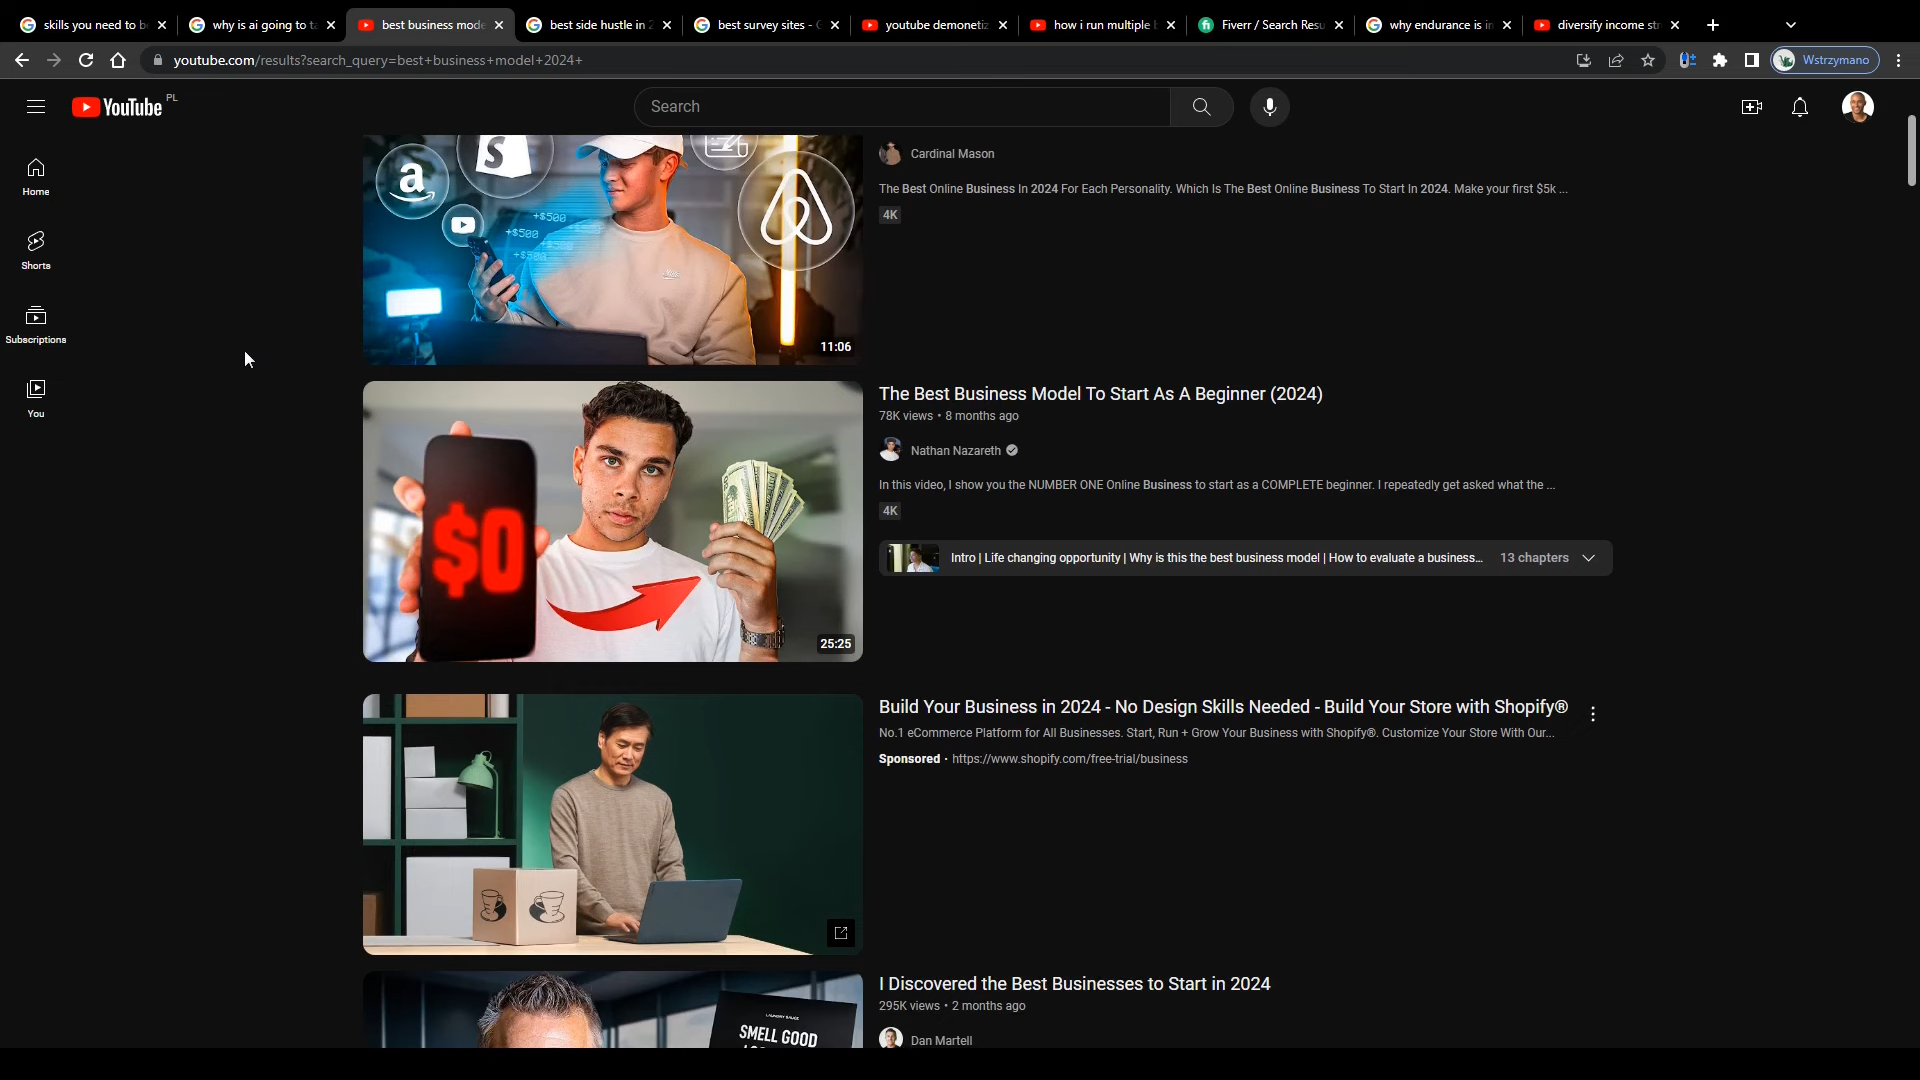 skills you need to b
why is ai going to ta
best business mode
best side hustle in 2
best survey sites - G
youtube demonetiz
how i run multiple b
Fiverr / Search Resu
why endurance is in
diversify income str
youtube.com/results?search_query=best+business+model+2024+
Wstrzymano
YouTube PL
Search
Home
Shorts
Subscriptions
You
a
S
+$500
+$500
+$500
11:06
Cardinal Mason
The Best Online Business In 2024 For Each Personality. Which Is The Best Online Business To Start In 2024. Make your first $5k ...
4K
$0
25:25
The Best Business Model To Start As A Beginner (2024)
78K views • 8 months ago
Nathan Nazareth
In this video, I show you the NUMBER ONE Online Business to start as a COMPLETE beginner. I repeatedly get asked what the ...
4K
Intro | Life changing opportunity | Why is this the best business model | How to evaluate a business... 13 chapters
Build Your Business in 2024 - No Design Skills Needed - Build Your Store with Shopify®
No.1 eCommerce Platform for All Businesses. Start, Run + Grow Your Business with Shopify®. Customize Your Store With Our...
Sponsored · https://www.shopify.com/free-trial/business
LAUNDRY SAUCE
SMELL GOOD
I Discovered the Best Businesses to Start in 2024
295K views • 2 months ago
Dan Martell